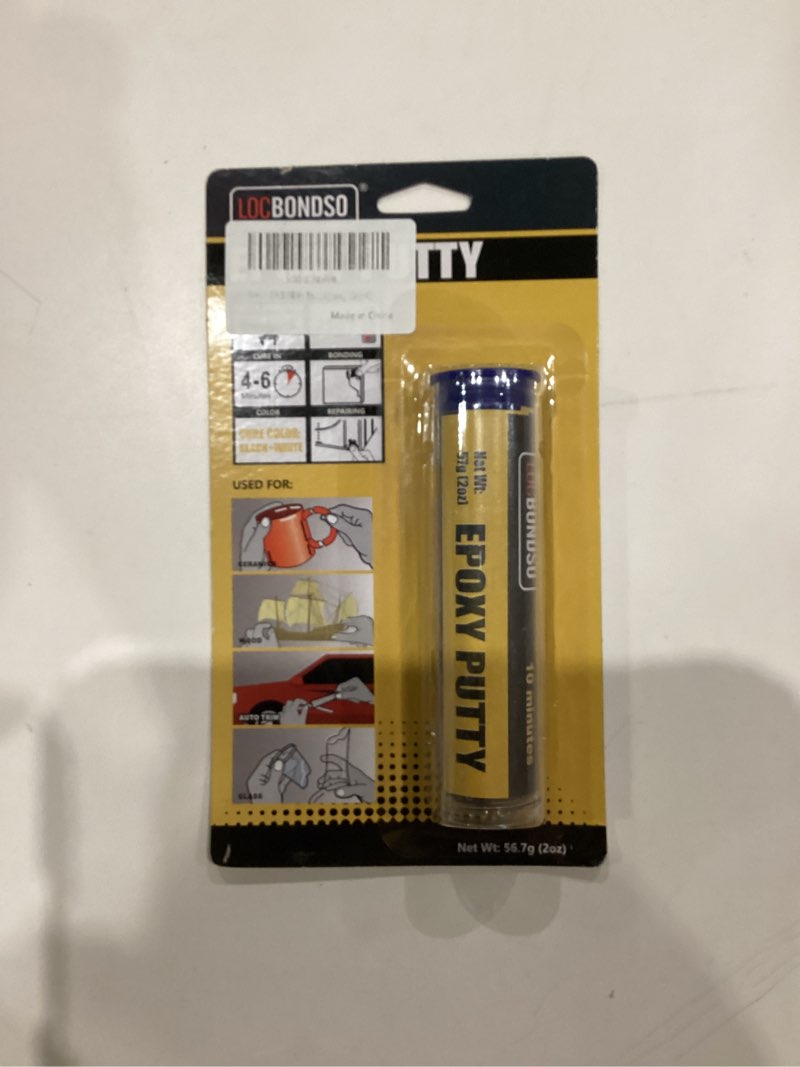 LOCBONDSO®
TTY
Made in China
CURE IN
BONDING
4-6
Minutes
COLOR
REPAIRING
CURE COLOR:
BLACK+WHITE
USED FOR:
CERAMICS
WOOD
AUTO TRIM
GLASS
Net Wt:
57g (2oz)
EPOXY PUTTY
LOCBONDSO
10 minutes
Net Wt: 56.7g (2oz)